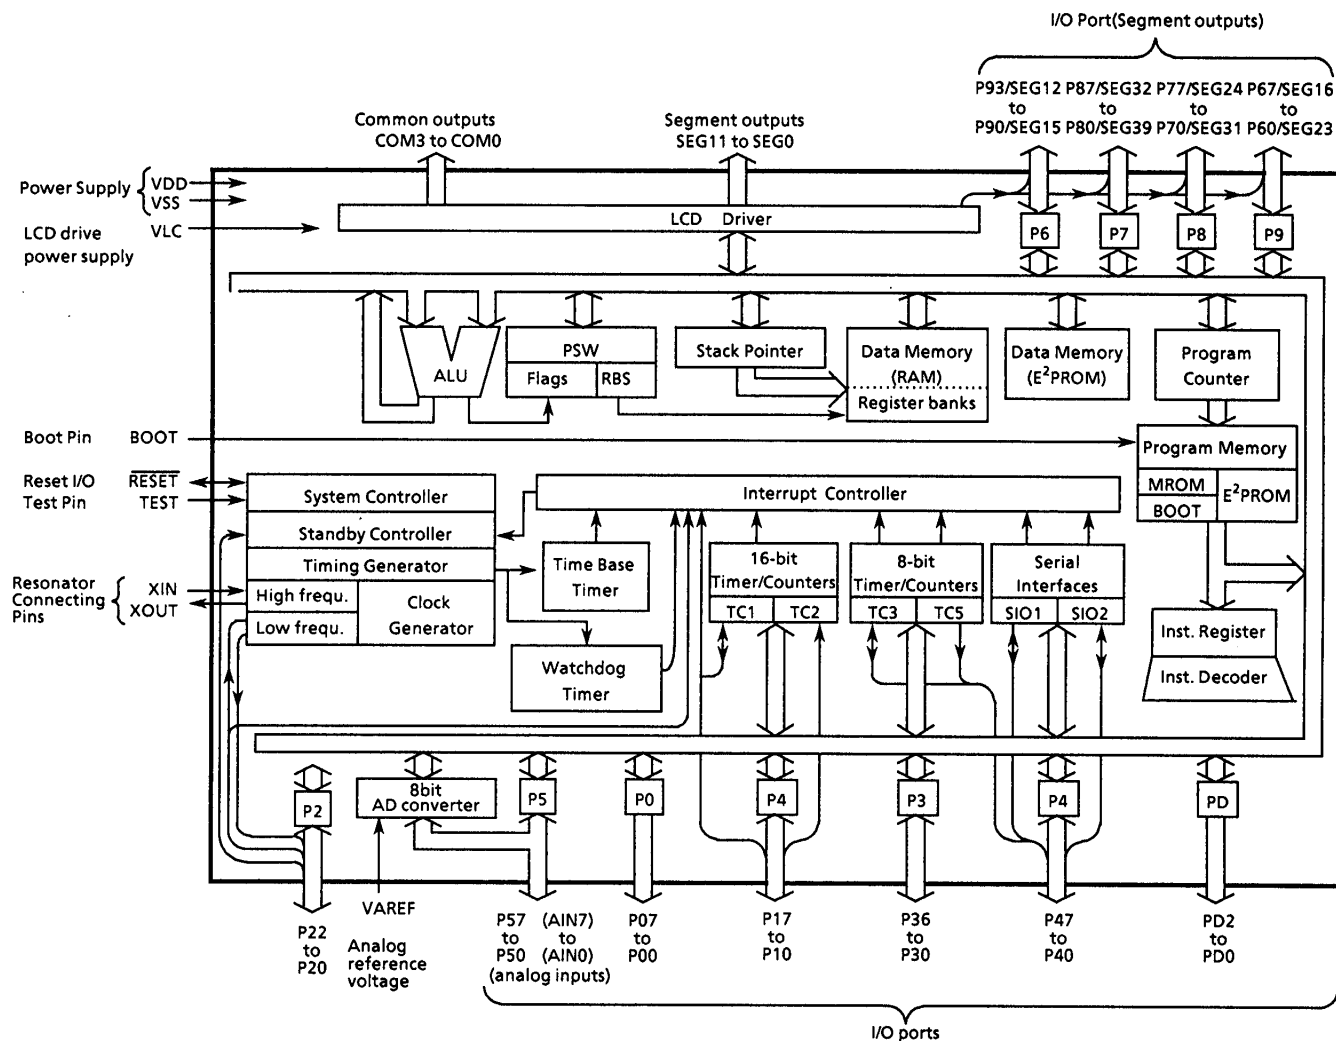 I/O Port(Segment outputs)
P93/SEG12 P87/SEG32 P77/SEG24 P67/SEG16
to to to to
P90/SEG15 P80/SEG39 P70/SEG31 P60/SEG23
Common outputs
COM3 to COM0
Segment outputs
SEG11 to SEG0
Power Supply
VDD
VSS
LCD drive
power supply
VLC
LCD Driver
P6
P7
P8
P9
ALU
PSW
Flags
RBS
Stack Pointer
Data Memory
(RAM)
Register banks
Data Memory
(E²PROM)
Program
Counter
Boot Pin BOOT
Program Memory
MROM
BOOT
E²PROM
Reset I/O RESET
Test Pin TEST
System Controller
Standby Controller
Timing Generator
High frequ.
Low frequ.
Clock
Generator
Interrupt Controller
Time Base
Timer
Watchdog
Timer
16-bit
Timer/Counters
TC1
TC2
8-bit
Timer/Counters
TC3
TC5
Serial
Interfaces
SIO1
SIO2
Inst. Register
Inst. Decoder
Resonator
Connecting
Pins
XIN
XOUT
P2
8bit
AD converter
P5
P0
P4
P3
P4
PD
VAREF
Analog
reference
voltage
P22
to
P20
P57 (AIN7)
to to
P50 (AIN0)
(analog inputs)
P07
to
P00
P17
to
P10
P36
to
P30
P47
to
P40
PD2
to
PD0
I/O ports